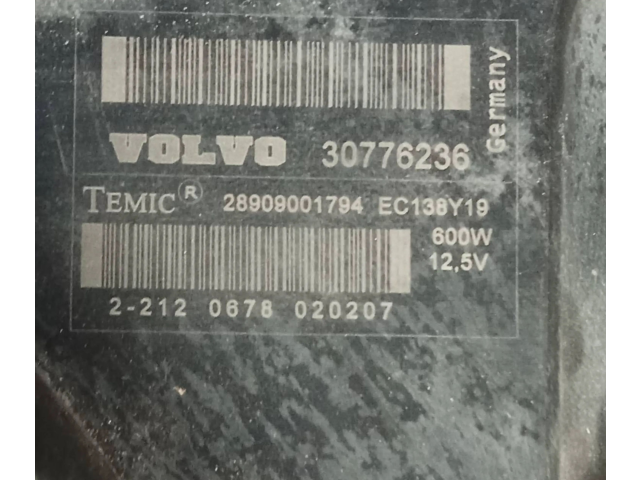 VOLVO 30776236
Germany
TEMIC® 28909001794 EC138Y19
600W
12,5V
2-212 0678 020207